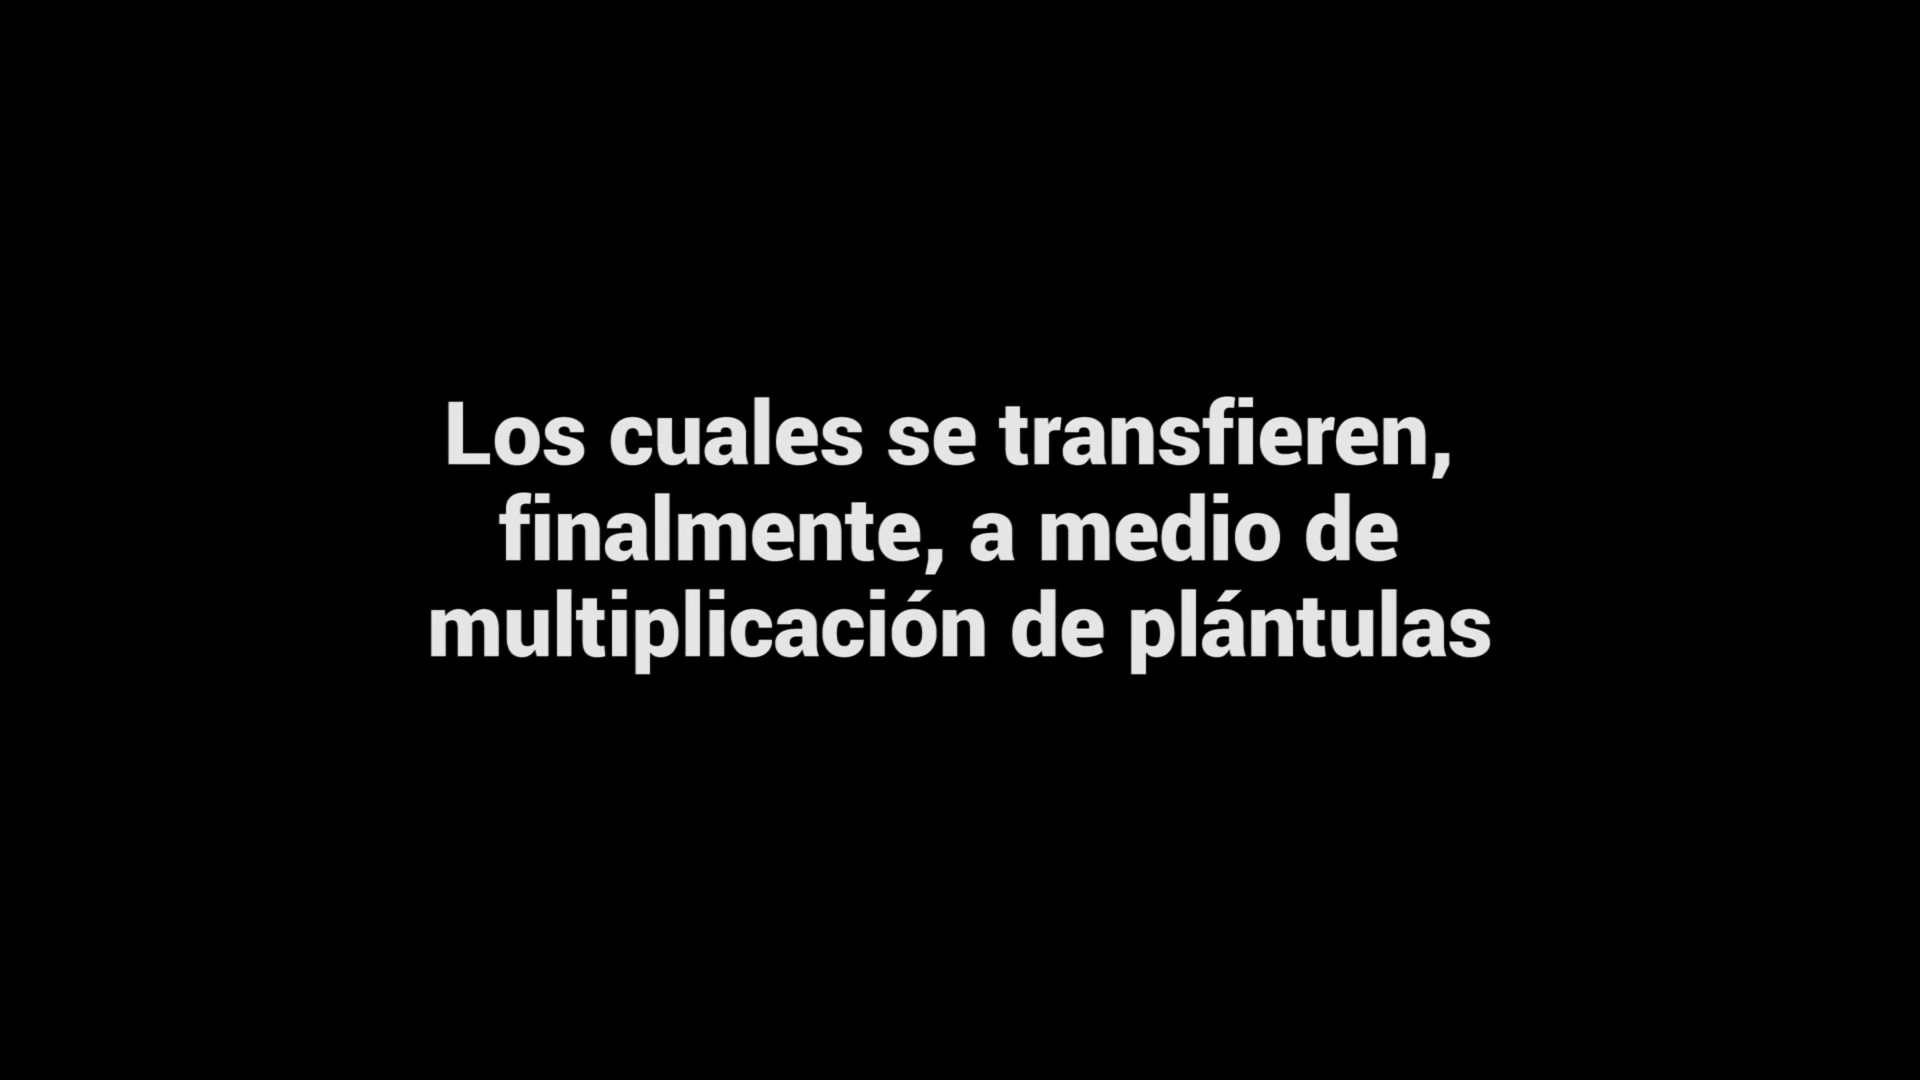 Los cuales se transfieren,
finalmente, a medio de
multiplicación de plántulas